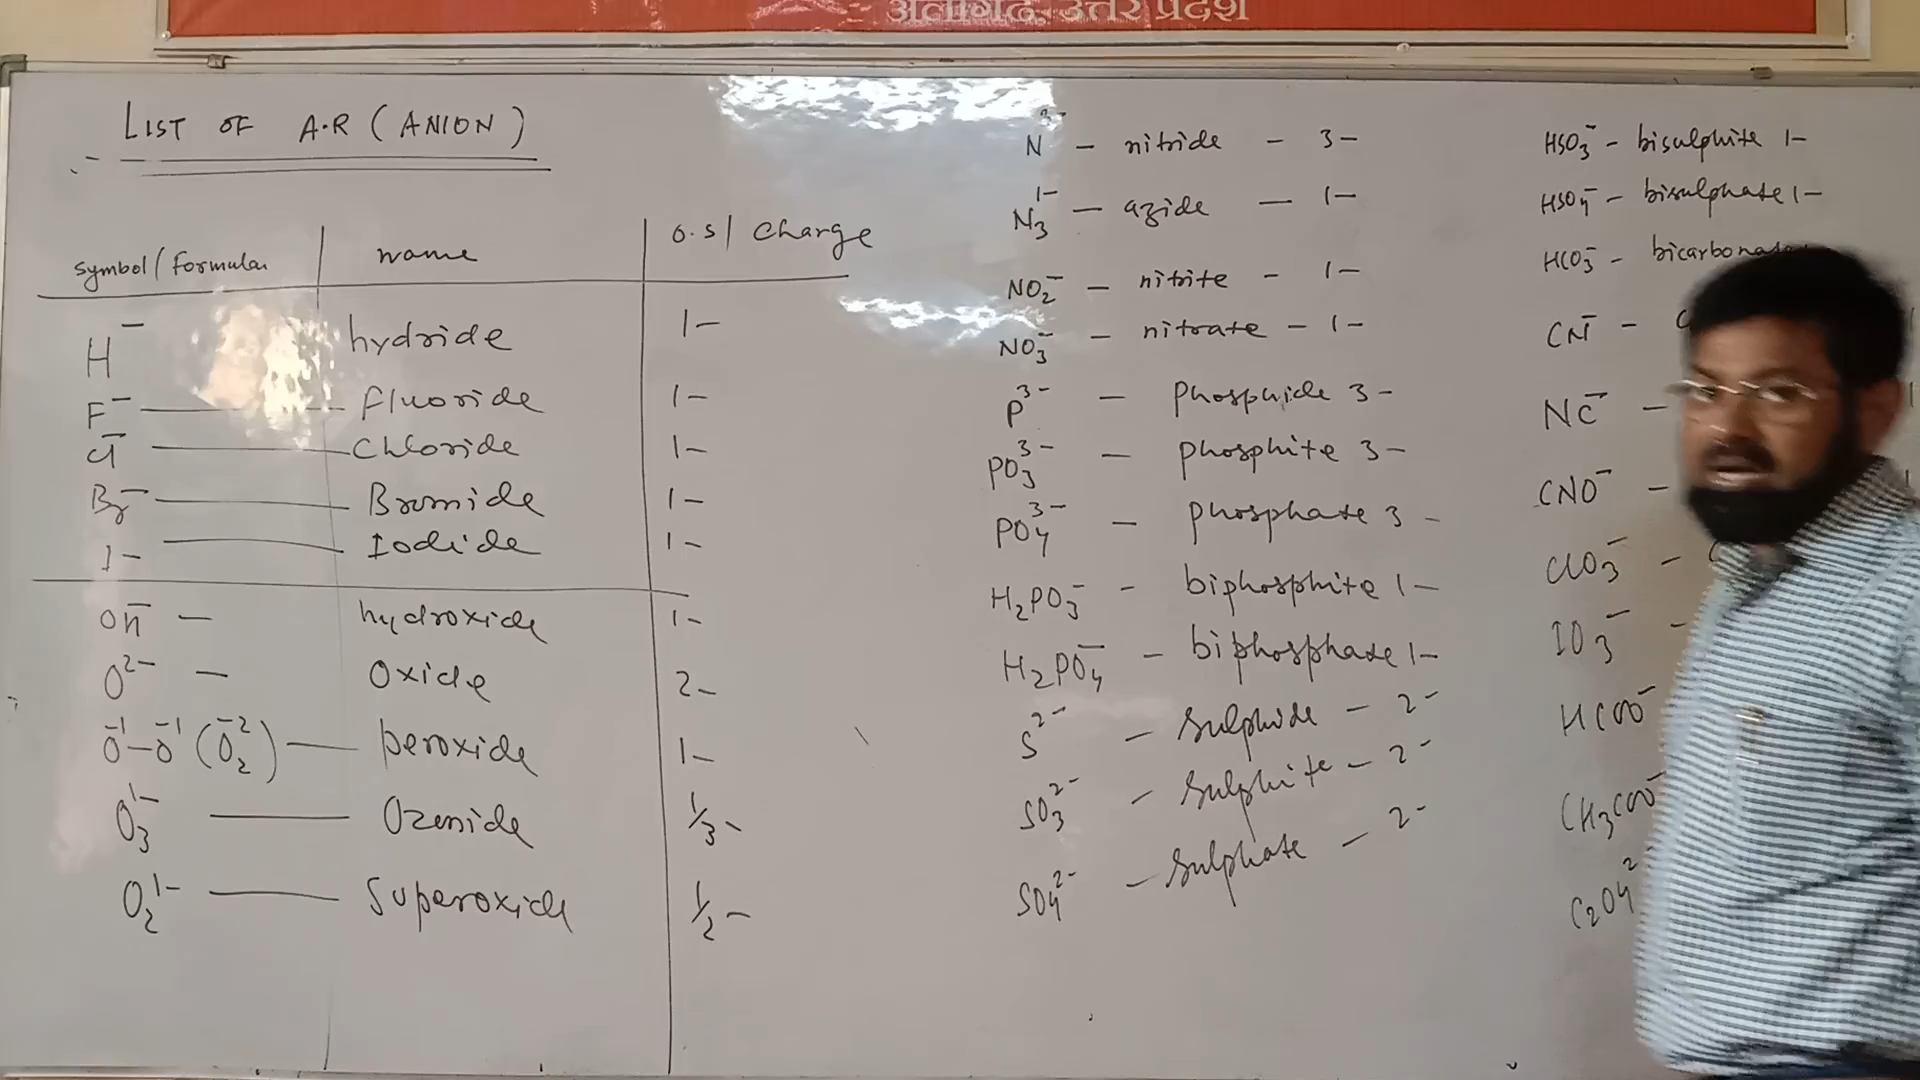 अलीगढ़, उत्तर प्रदेश
LIST OF A.R (ANION)
Symbol/Formular name O.S/Charge
H⁻ hydride 1-
F⁻ — fluoride 1-
Cl⁻ — Chloride 1-
Br⁻ — Bromide 1-
I⁻ — Iodide 1-
OH⁻ — hydroxide 1-
O²⁻ — Oxide 2-
O⁻¹-O⁻¹ (O₂⁻²) — peroxide 1-
O₃¹⁻ — Ozonide 1/3-
O₂¹⁻ — Superoxide 1/2-
N³⁻ — nitride - 3-
N₃¹⁻ — azide — 1-
NO₂⁻ — nitrite - 1-
NO₃⁻ — nitrate - 1-
P³⁻ — phosphide 3-
PO₃³⁻ — phosphite 3-
PO₄³⁻ — phosphate 3-
H₂PO₃⁻ - biphosphite 1-
H₂PO₄⁻ - biphosphate 1-
S²⁻ — Sulphide - 2-
SO₃²⁻ — Sulphite - 2-
SO₄²⁻ — Sulphate - 2-
HSO₃⁻ - bisulphite 1-
HSO₄⁻ - bisulphate 1-
HCO₃⁻ - bicarbona
CN⁻ -
NC⁻ —
CNO⁻ —
ClO₃⁻ -
IO₃⁻ -
HCOO⁻
CH₃COO⁻
C₂O₄²